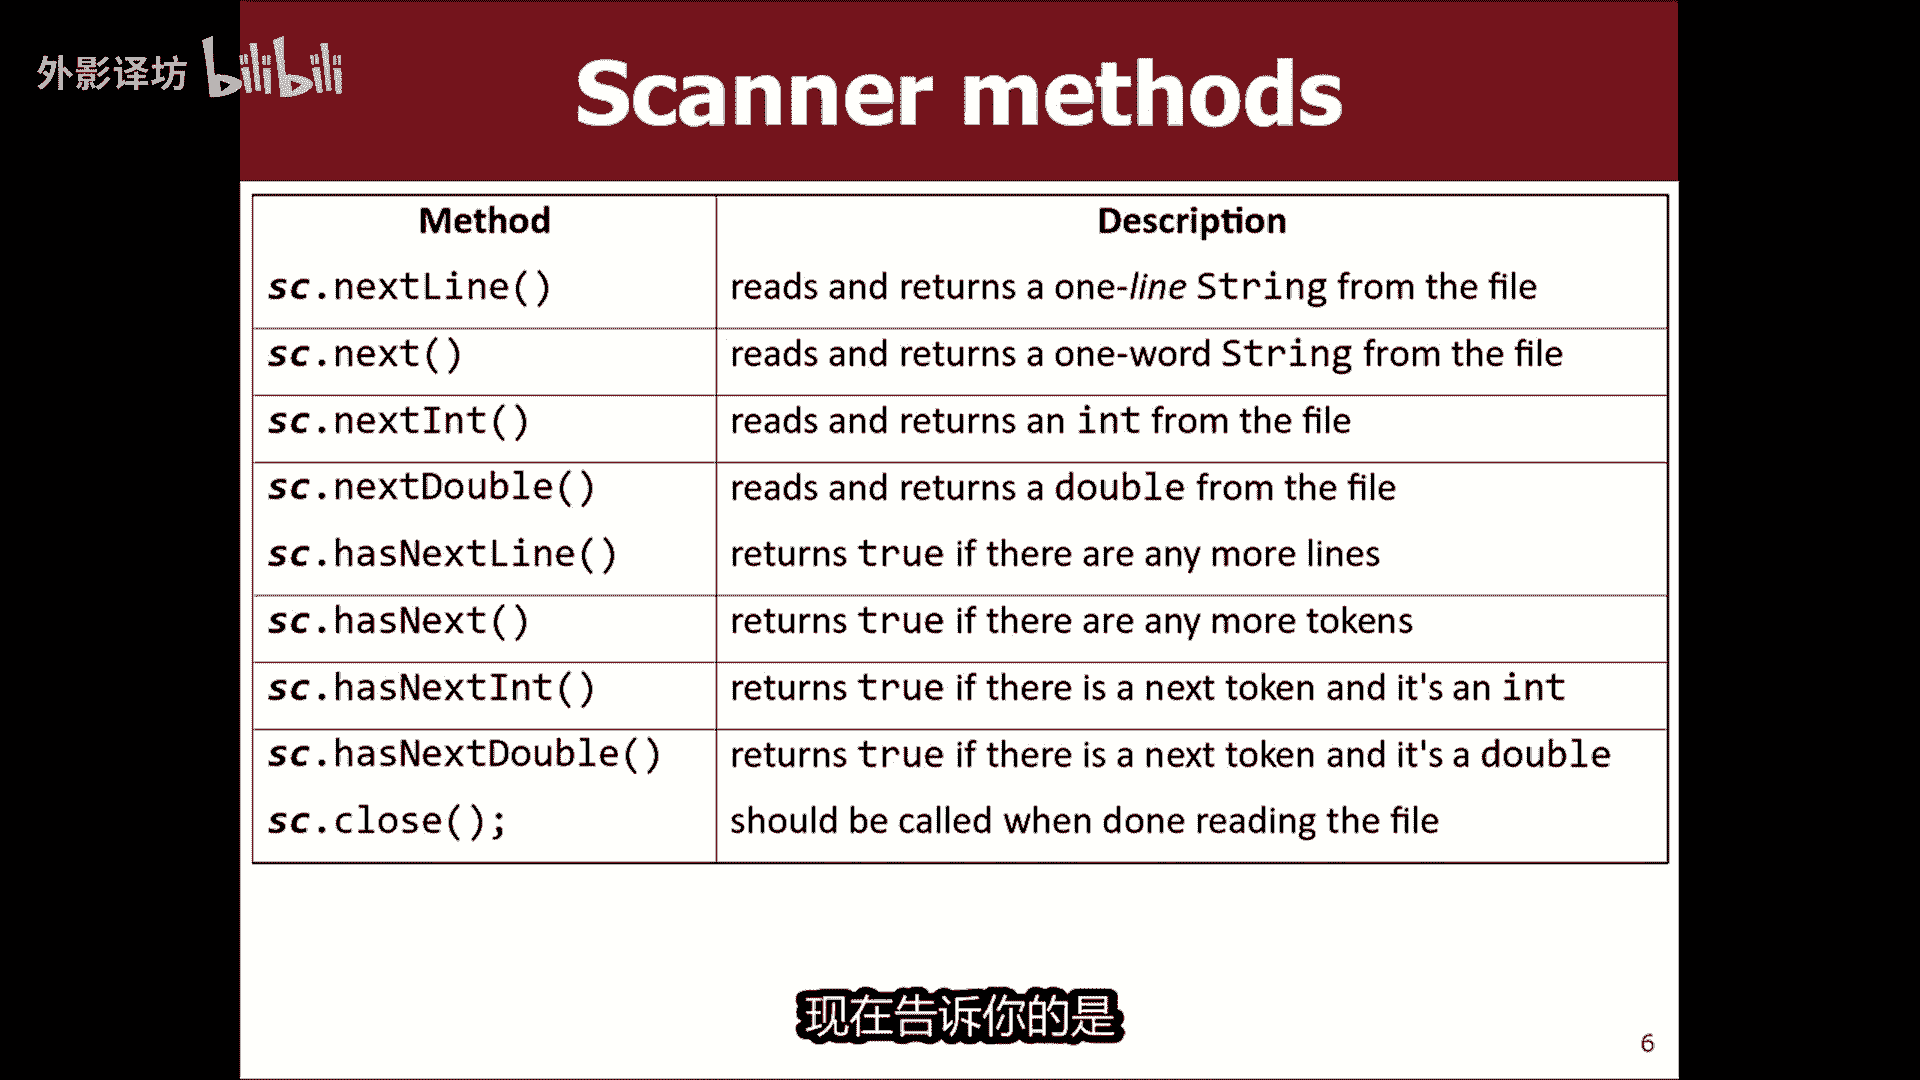 外影译坊 bilibili
Scanner methods
Method Description
sc.nextLine() reads and returns a one-line String from the file
sc.next() reads and returns a one-word String from the file
sc.nextInt() reads and returns an int from the file
sc.nextDouble() reads and returns a double from the file
sc.hasNextLine() returns true if there are any more lines
sc.hasNext() returns true if there are any more tokens
sc.hasNextInt() returns true if there is a next token and it's an int
sc.hasNextDouble() returns true if there is a next token and it's a double
sc.close(); should be called when done reading the file
现在告诉你的是
6